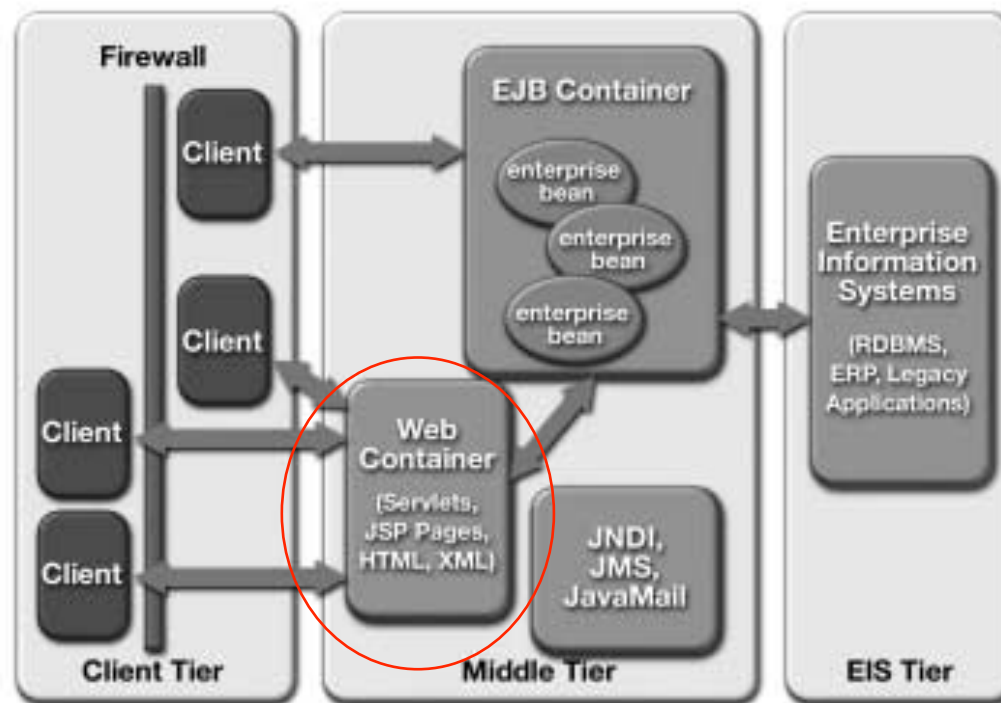 Firewall
Client
Client
Client
Client
Client Tier
EJB Container
enterprise
bean
enterprise
bean
enterprise
bean
Web
Container
(Servlets,
JSP Pages,
HTML, XML)
JNDI,
JMS,
JavaMail
Middle Tier
Enterprise
Information
Systems
(RDBMS,
ERP, Legacy
Applications)
EIS Tier